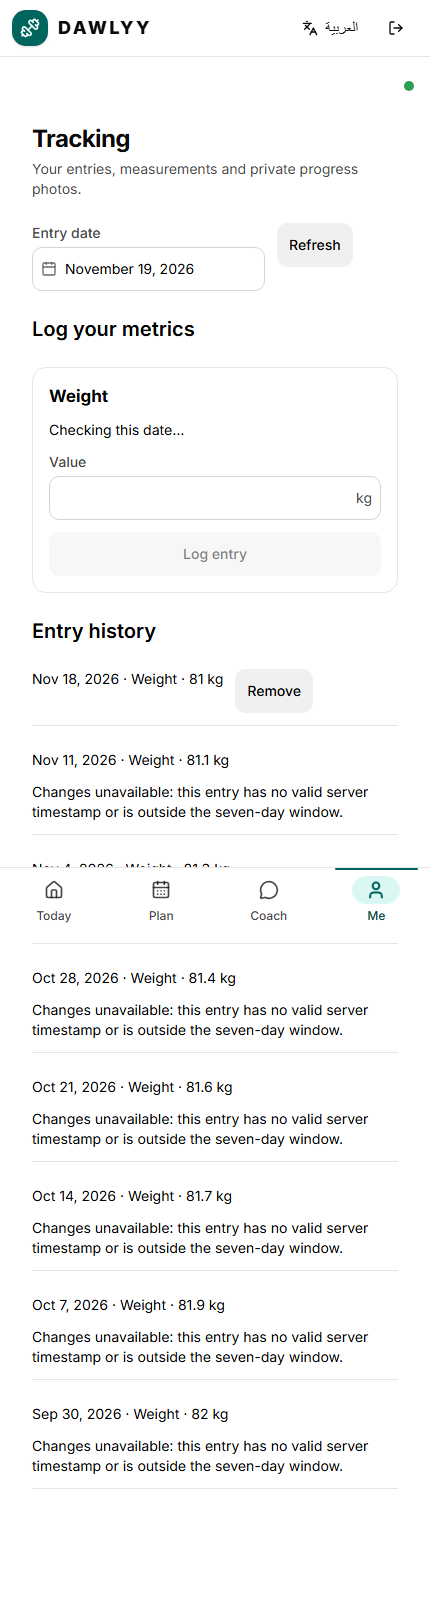 DAWLYY
العربية
Tracking
Your entries, measurements and private progress
photos.
Entry date
Refresh
November 19, 2026
Log your metrics
Weight
Checking this date...
Value
kg
Log entry
Entry history
Nov 18, 2026 · Weight · 81 kg
Remove
Nov 11, 2026 · Weight · 81.1 kg
Changes unavailable: this entry has no valid server
timestamp or is outside the seven-day window.
Today
Plan
Coach
Me
Oct 28, 2026 · Weight · 81.4 kg
Changes unavailable: this entry has no valid server
timestamp or is outside the seven-day window.
Oct 21, 2026 · Weight · 81.6 kg
Changes unavailable: this entry has no valid server
timestamp or is outside the seven-day window.
Oct 14, 2026 · Weight · 81.7 kg
Changes unavailable: this entry has no valid server
timestamp or is outside the seven-day window.
Oct 7, 2026 · Weight · 81.9 kg
Changes unavailable: this entry has no valid server
timestamp or is outside the seven-day window.
Sep 30, 2026 · Weight · 82 kg
Changes unavailable: this entry has no valid server
timestamp or is outside the seven-day window.